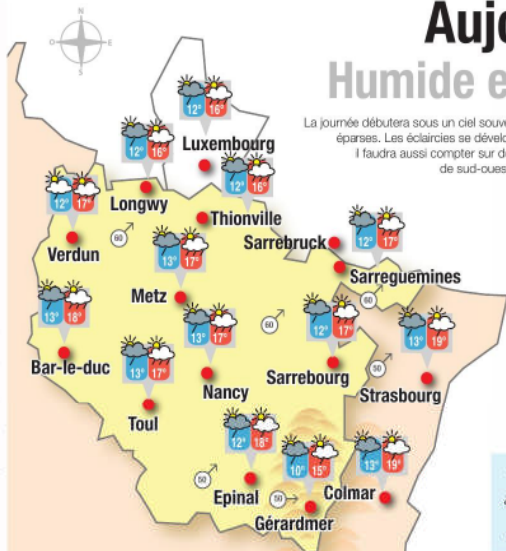 Aujo
Humide e
La journée débutera sous un ciel souve
éparses. Les éclaircies se dévelo
il faudra aussi compter sur de
de sud-oues
N
O
E
S
12° 16°
Luxembourg
12° 16°
Longwy
12° 16°
Thionville
12° 17°
Verdun
60
13° 17°
Metz
Sarrebruck
12° 17°
Sarreguemines
60
13° 18°
Bar-le-duc
13° 17°
Nancy
60
12° 17°
Sarrebourg
13° 19°
Strasbourg
50
13° 17°
Toul
12° 18°
Epinal
50
10° 15°
Gérardmer
50
13° 19°
Colmar